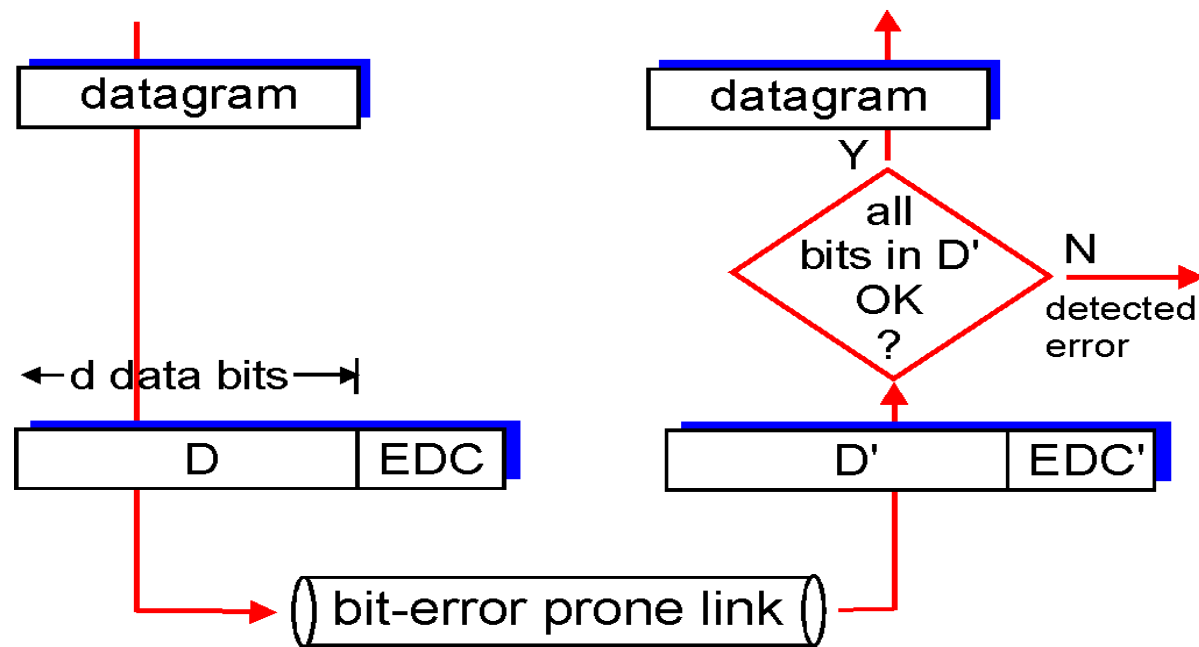 datagram
d data bits
D
EDC
bit-error prone link
datagram
Y
all
bits in D'
OK
?
N
detected
error
D'
EDC'